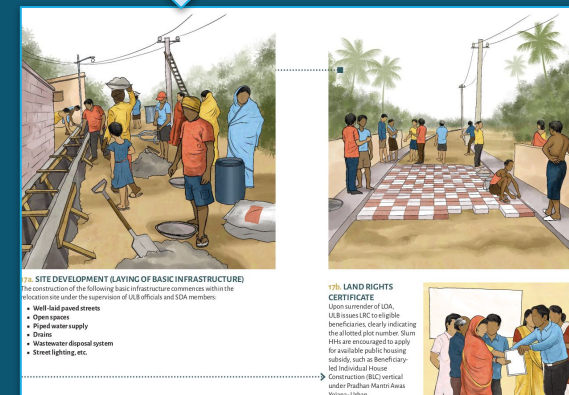 17a. SITE DEVELOPMENT (LAYING OF BASIC INFRASTRUCTURE)
The construction of the following basic infrastructure commences within the
relocation site under the supervision of ULB officials and SDA members:
• Well-laid paved streets
• Open spaces
• Piped water supply
• Drains
• Wastewater disposal system
• Street lighting, etc.
17b. LAND RIGHTS
CERTIFICATE
Upon surrender of LOA,
ULB issues LRC to eligible
beneficiaries, clearly indicating
the allotted plot number. Slum
HHs are encouraged to apply
for available public housing
subsidy, such as Beneficiary-
led Individual House
Construction (BLC) vertical
under Pradhan Mantri Awas
Yojana-Urban